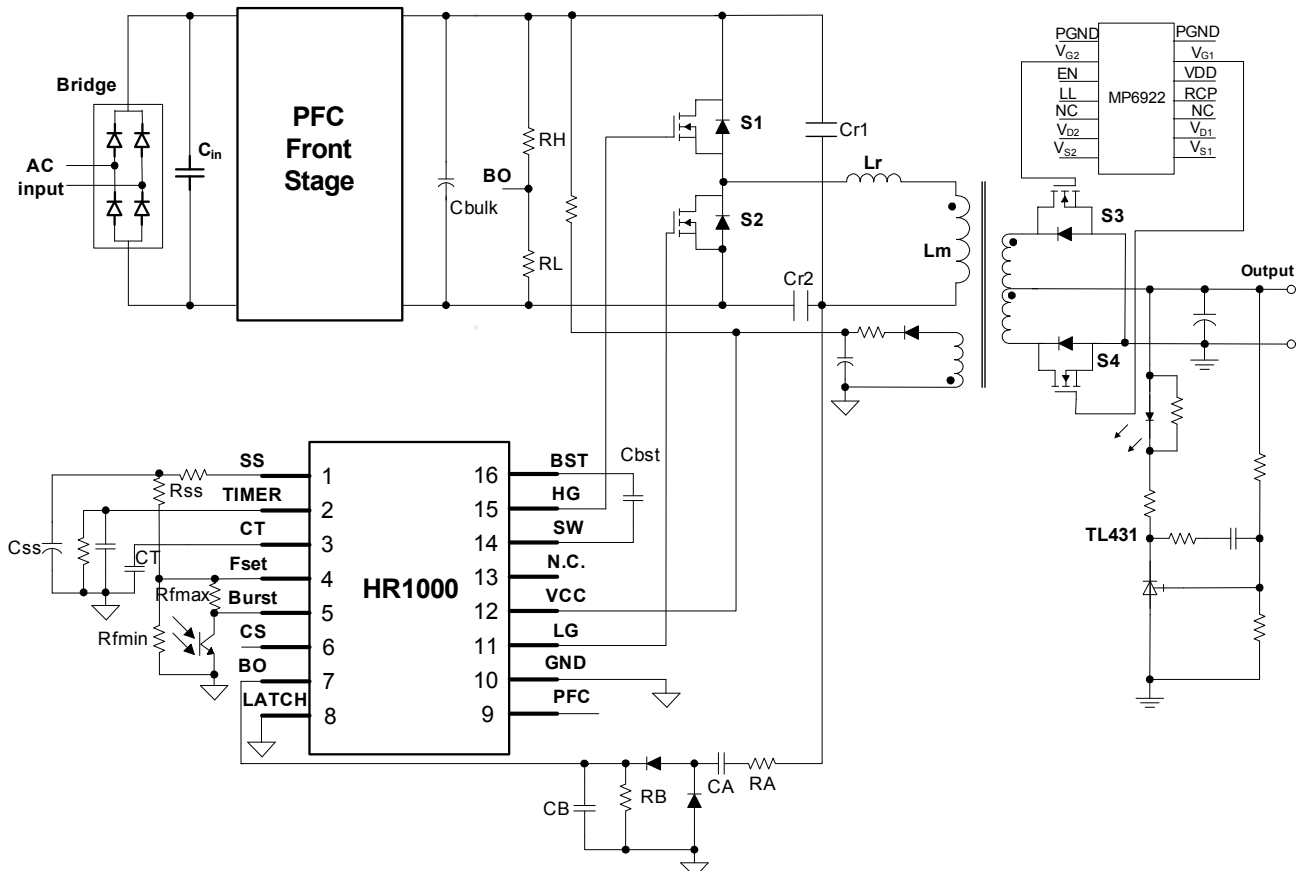 Bridge
AC
input
Cin
PFC
Front
Stage
Cbulk
RH
BO
RL
S1
S2
Cr1
Lr
Lm
Cr2
PGND
VG2
EN
LL
NC
VD2
VS2
MP6922
PGND
VG1
VDD
RCP
NC
VD1
VS1
S3
S4
Output
TL431
HR1000
SS
1
TIMER
2
CT
3
Fset
4
Burst
5
CS
6
BO
7
LATCH
8
16
BST
15
HG
14
SW
13
N.C.
12
VCC
11
LG
10
GND
9
PFC
Cbst
Rss
Css
CT
Rfmax
Rfmin
CB
RB
CA
RA